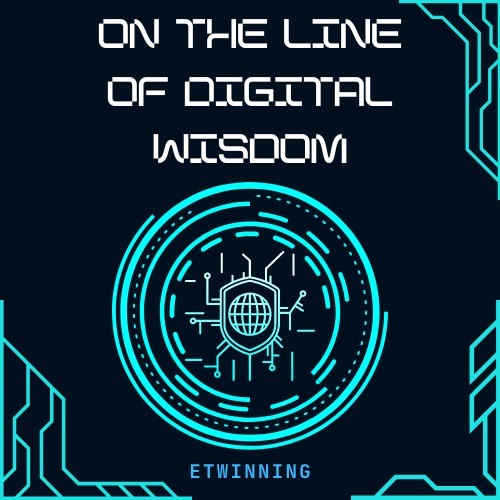 ON THE LINE
OF DIGITAL
WISDOM
ETWINNING